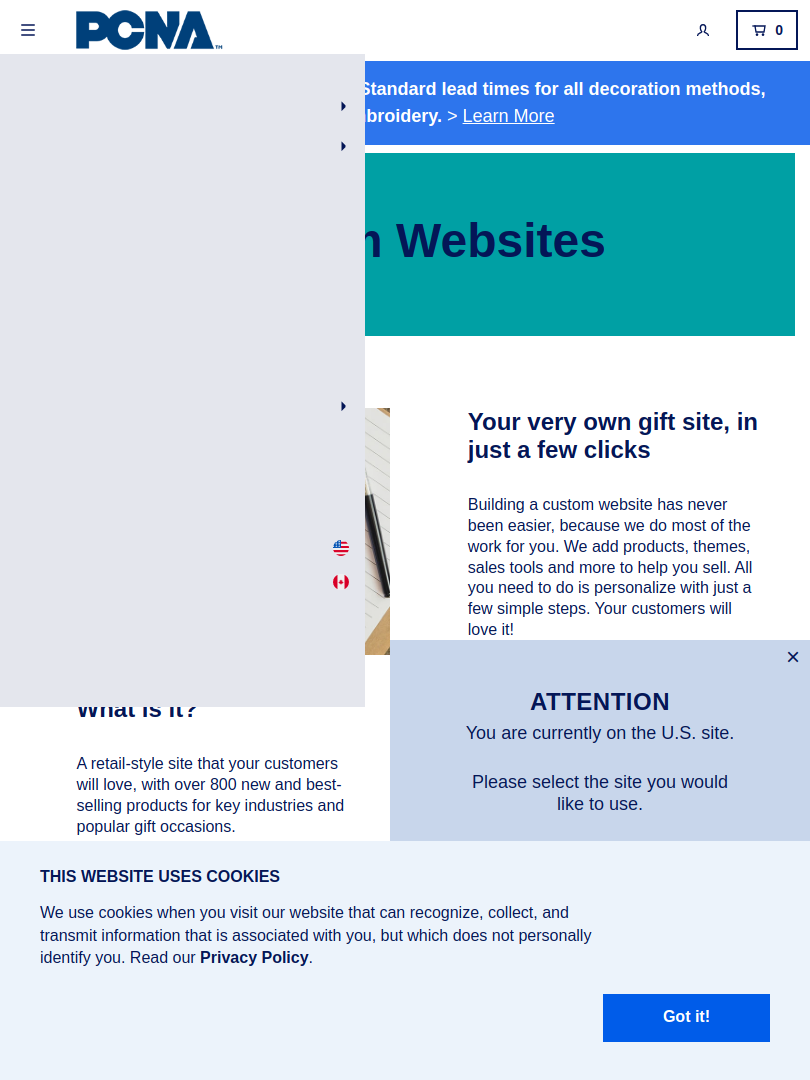 PCNA™
0
Standard lead times for all decoration methods,
broidery. > Learn More
Websites
Your very own gift site, in
just a few clicks
Building a custom website has never
been easier, because we do most of the
work for you. We add products, themes,
sales tools and more to help you sell. All
you need to do is personalize with just a
few simple steps. Your customers will
love it!
What is it?
A retail-style site that your customers
will love, with over 800 new and best-
selling products for key industries and
popular gift occasions.
×
ATTENTION
You are currently on the U.S. site.
Please select the site you would
like to use.
THIS WEBSITE USES COOKIES
We use cookies when you visit our website that can recognize, collect, and
transmit information that is associated with you, but which does not personally
identify you. Read our Privacy Policy.
Got it!